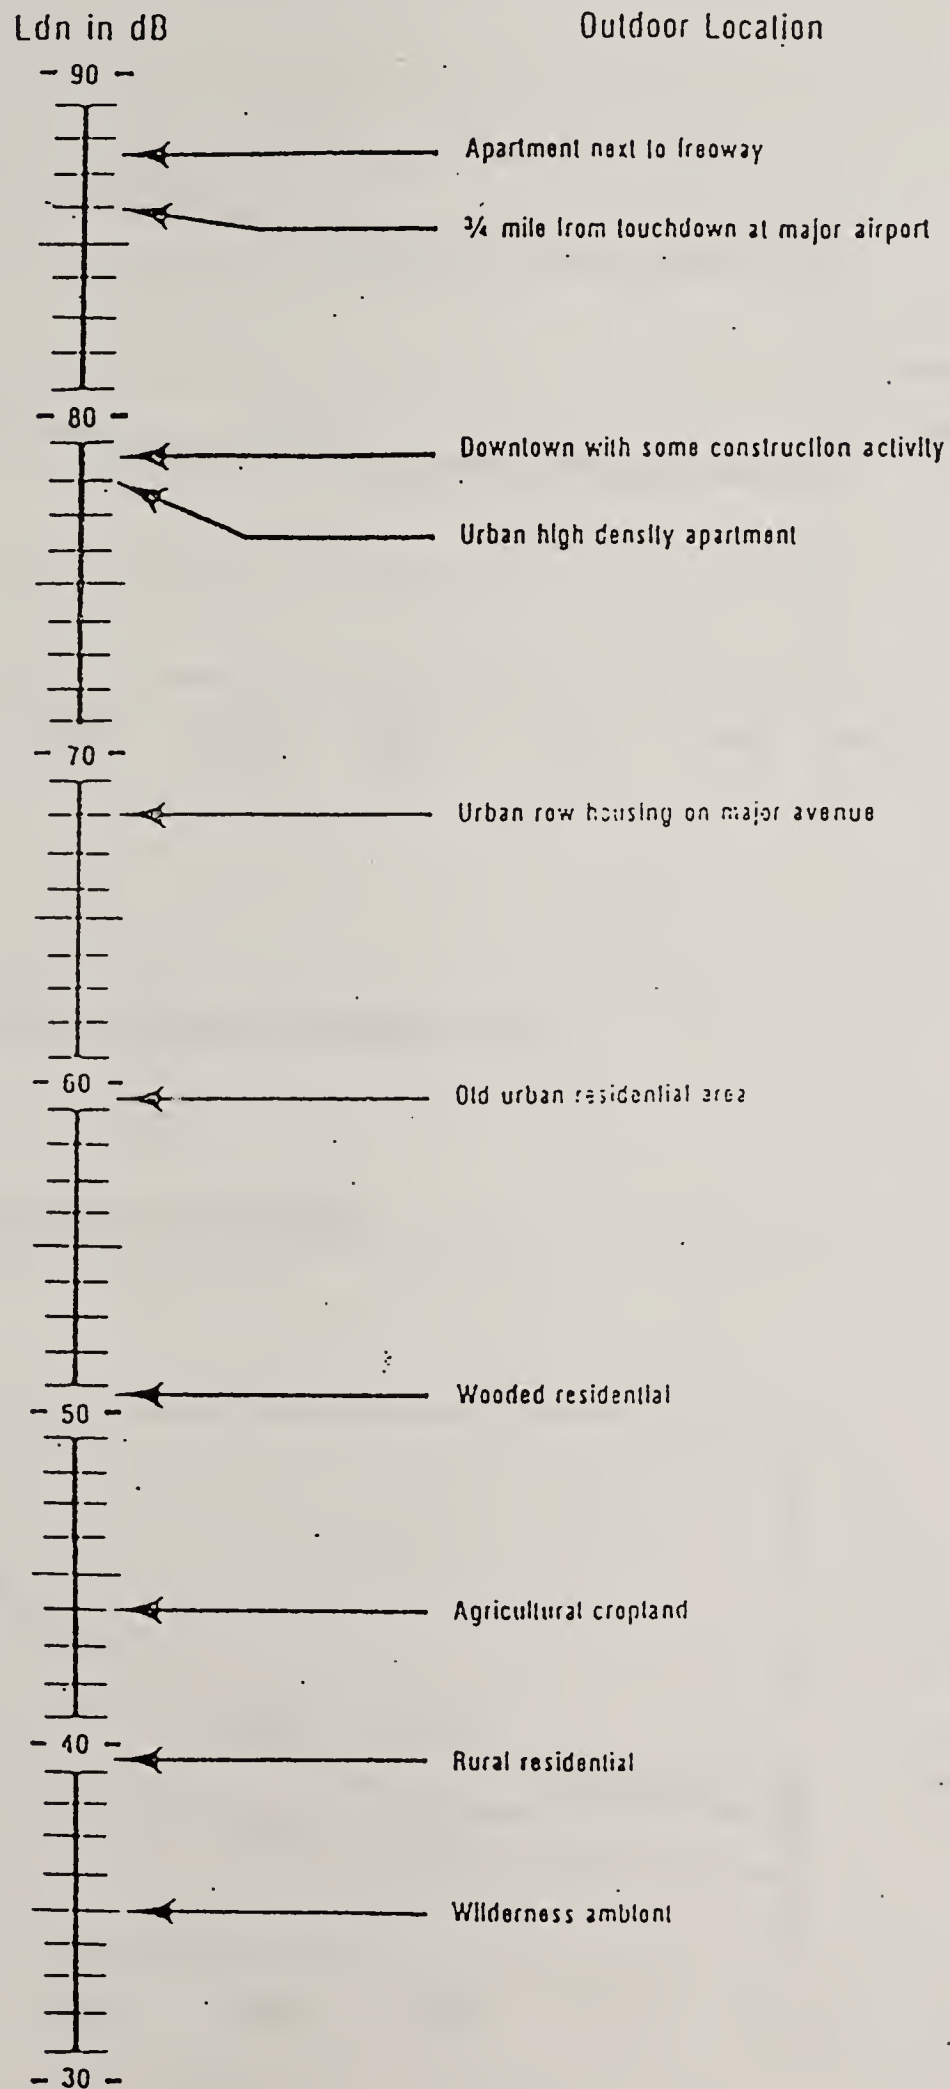 Ldn in dB Outdoor Location
- 90 -
Apartment next to freeway
3/4 mile from touchdown at major airport
- 80 -
Downtown with some construction activity
Urban high density apartment
- 70 -
Urban row housing on major avenue
- 60 -
Old urban residential area
Wooded residential
- 50 -
Agricultural cropland
- 40 -
Rural residential
Wilderness ambient
- 30 -